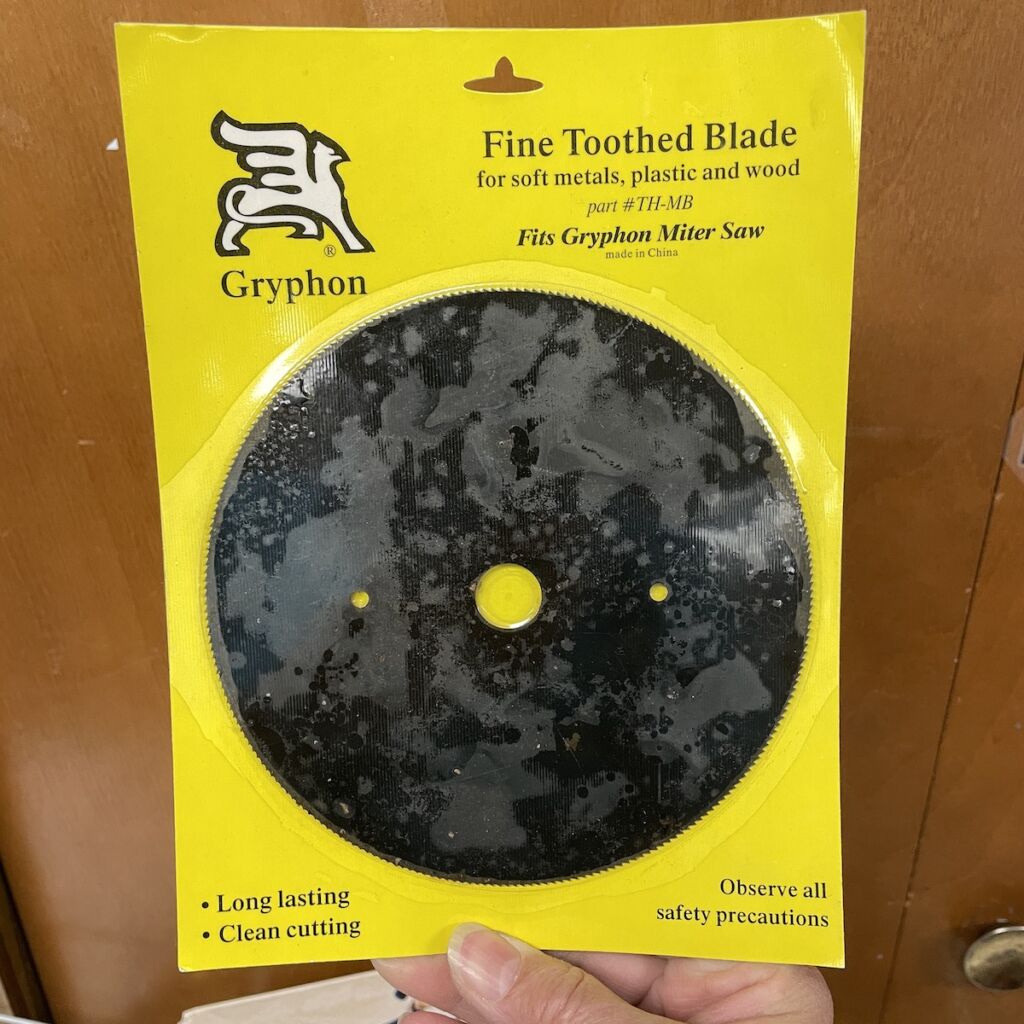 Fine Toothed Blade
for soft metals, plastic and wood
part #TH-MB
Fits Gryphon Miter Saw
made in China
®
Gryphon
• Long lasting
• Clean cutting
Observe all
safety precautions